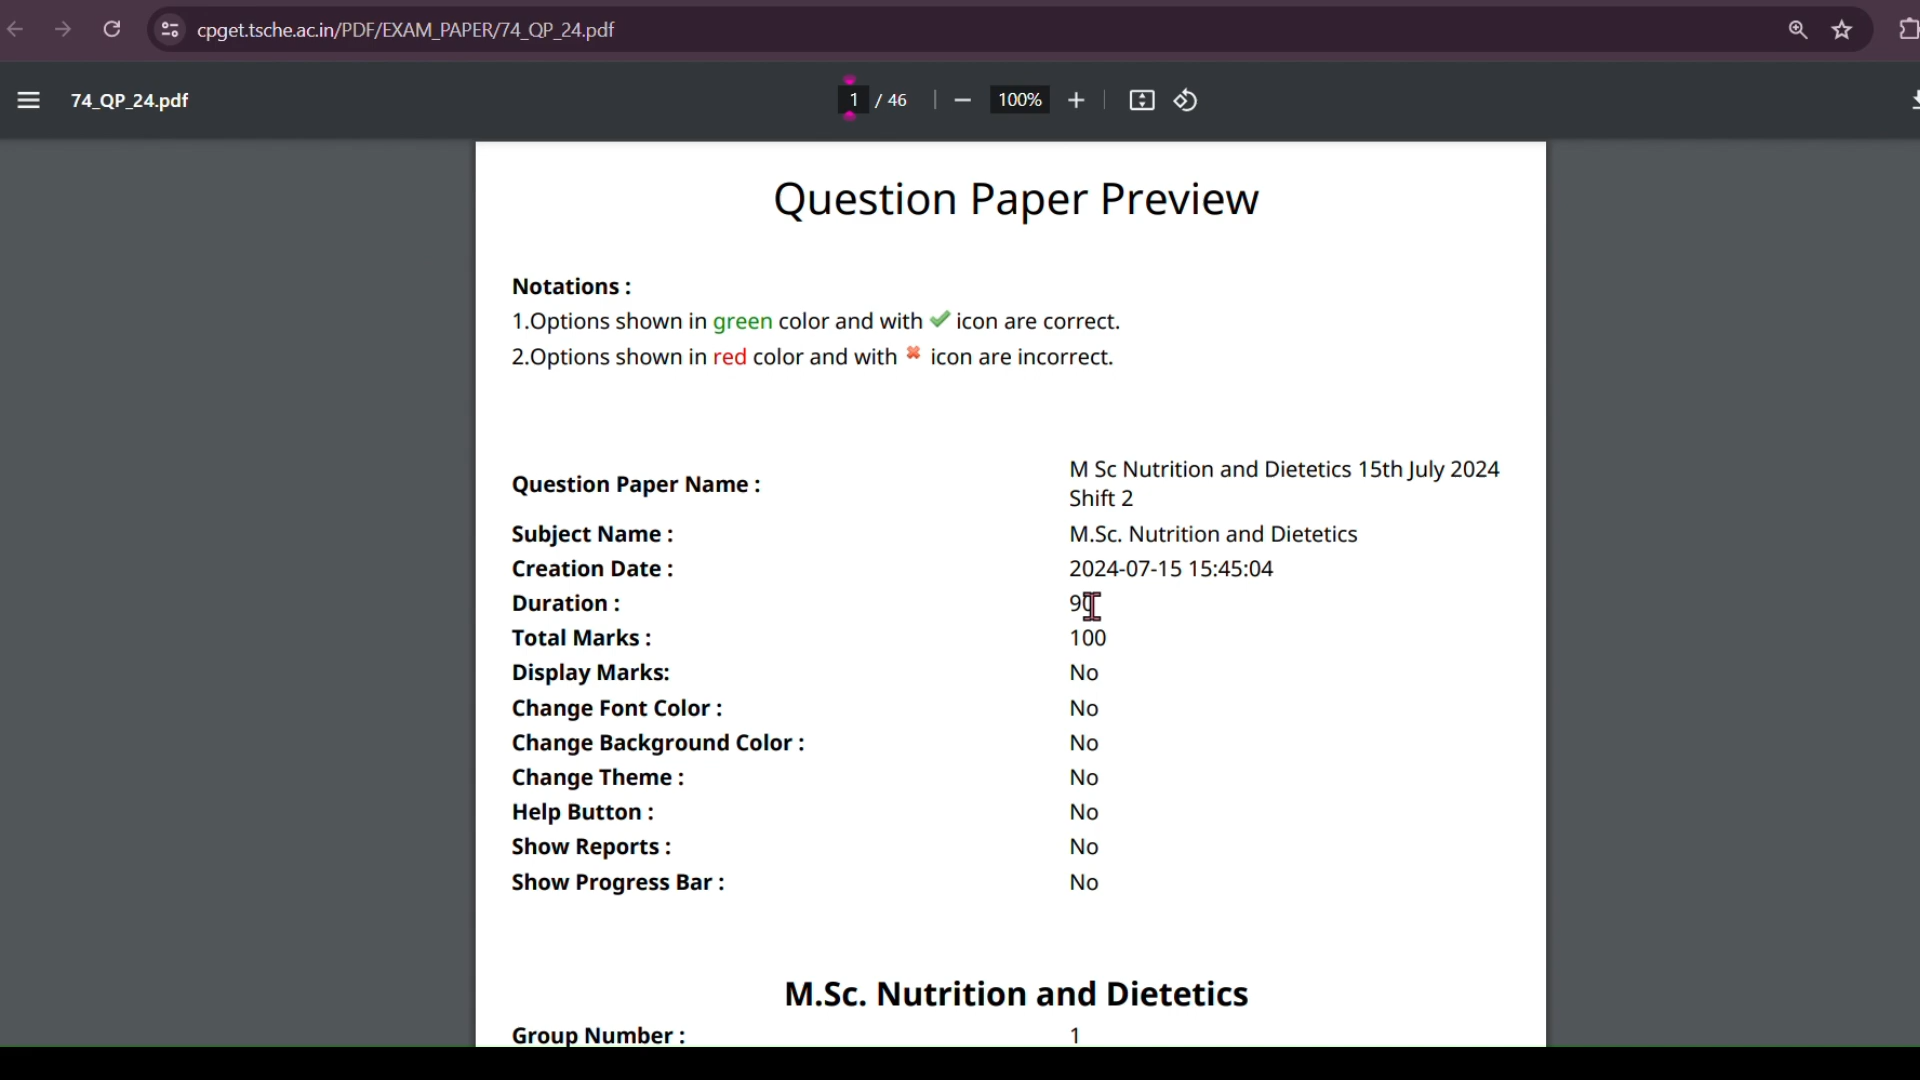 cpget.tsche.ac.in/PDF/EXAM_PAPER/74_QP_24.pdf
74_QP_24.pdf 1 / 46 100%
Question Paper Preview
Notations :
1.Options shown in green color and with icon are correct.
2.Options shown in red color and with icon are incorrect.
Question Paper Name : M Sc Nutrition and Dietetics 15th July 2024
Shift 2
Subject Name : M.Sc. Nutrition and Dietetics
Creation Date : 2024-07-15 15:45:04
Duration : 90
Total Marks : 100
Display Marks: No
Change Font Color : No
Change Background Color : No
Change Theme : No
Help Button : No
Show Reports : No
Show Progress Bar : No
M.Sc. Nutrition and Dietetics
Group Number : 1